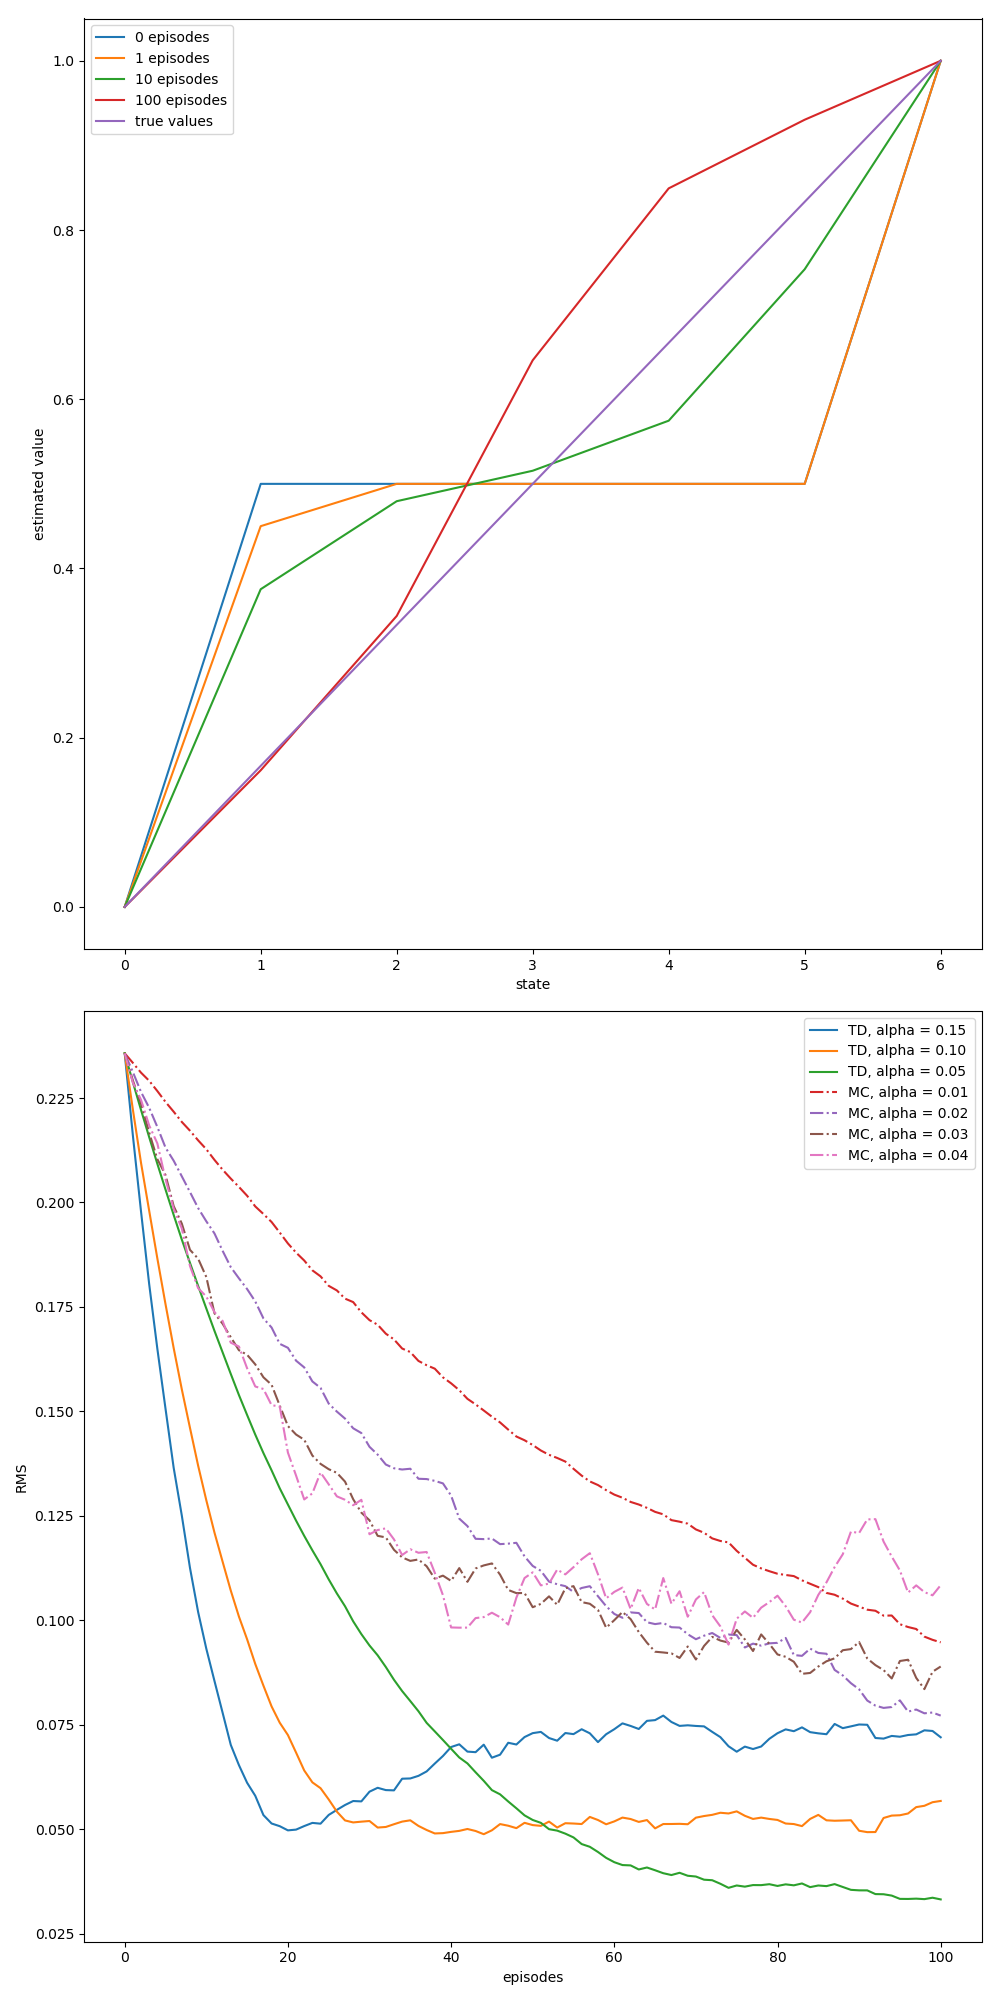 0 episodes
1 episodes
10 episodes
100 episodes
true values
1.0
0.8
0.6
0.4
0.2
0.0
estimated value
0 1 2 3 4 5 6
state
TD, alpha = 0.15
TD, alpha = 0.10
TD, alpha = 0.05
MC, alpha = 0.01
MC, alpha = 0.02
MC, alpha = 0.03
MC, alpha = 0.04
0.225
0.200
0.175
0.150
0.125
0.100
0.075
0.050
0.025
RMS
0 20 40 60 80 100
episodes